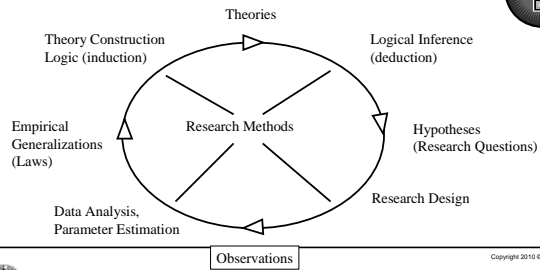 Theories
Theory Construction
Logic (induction)
Logical Inference
(deduction)
Empirical
Generalizations
(Laws)
Research Methods
Hypotheses
(Research Questions)
Data Analysis,
Parameter Estimation
Research Design
Observations
Copyright 2010 ©